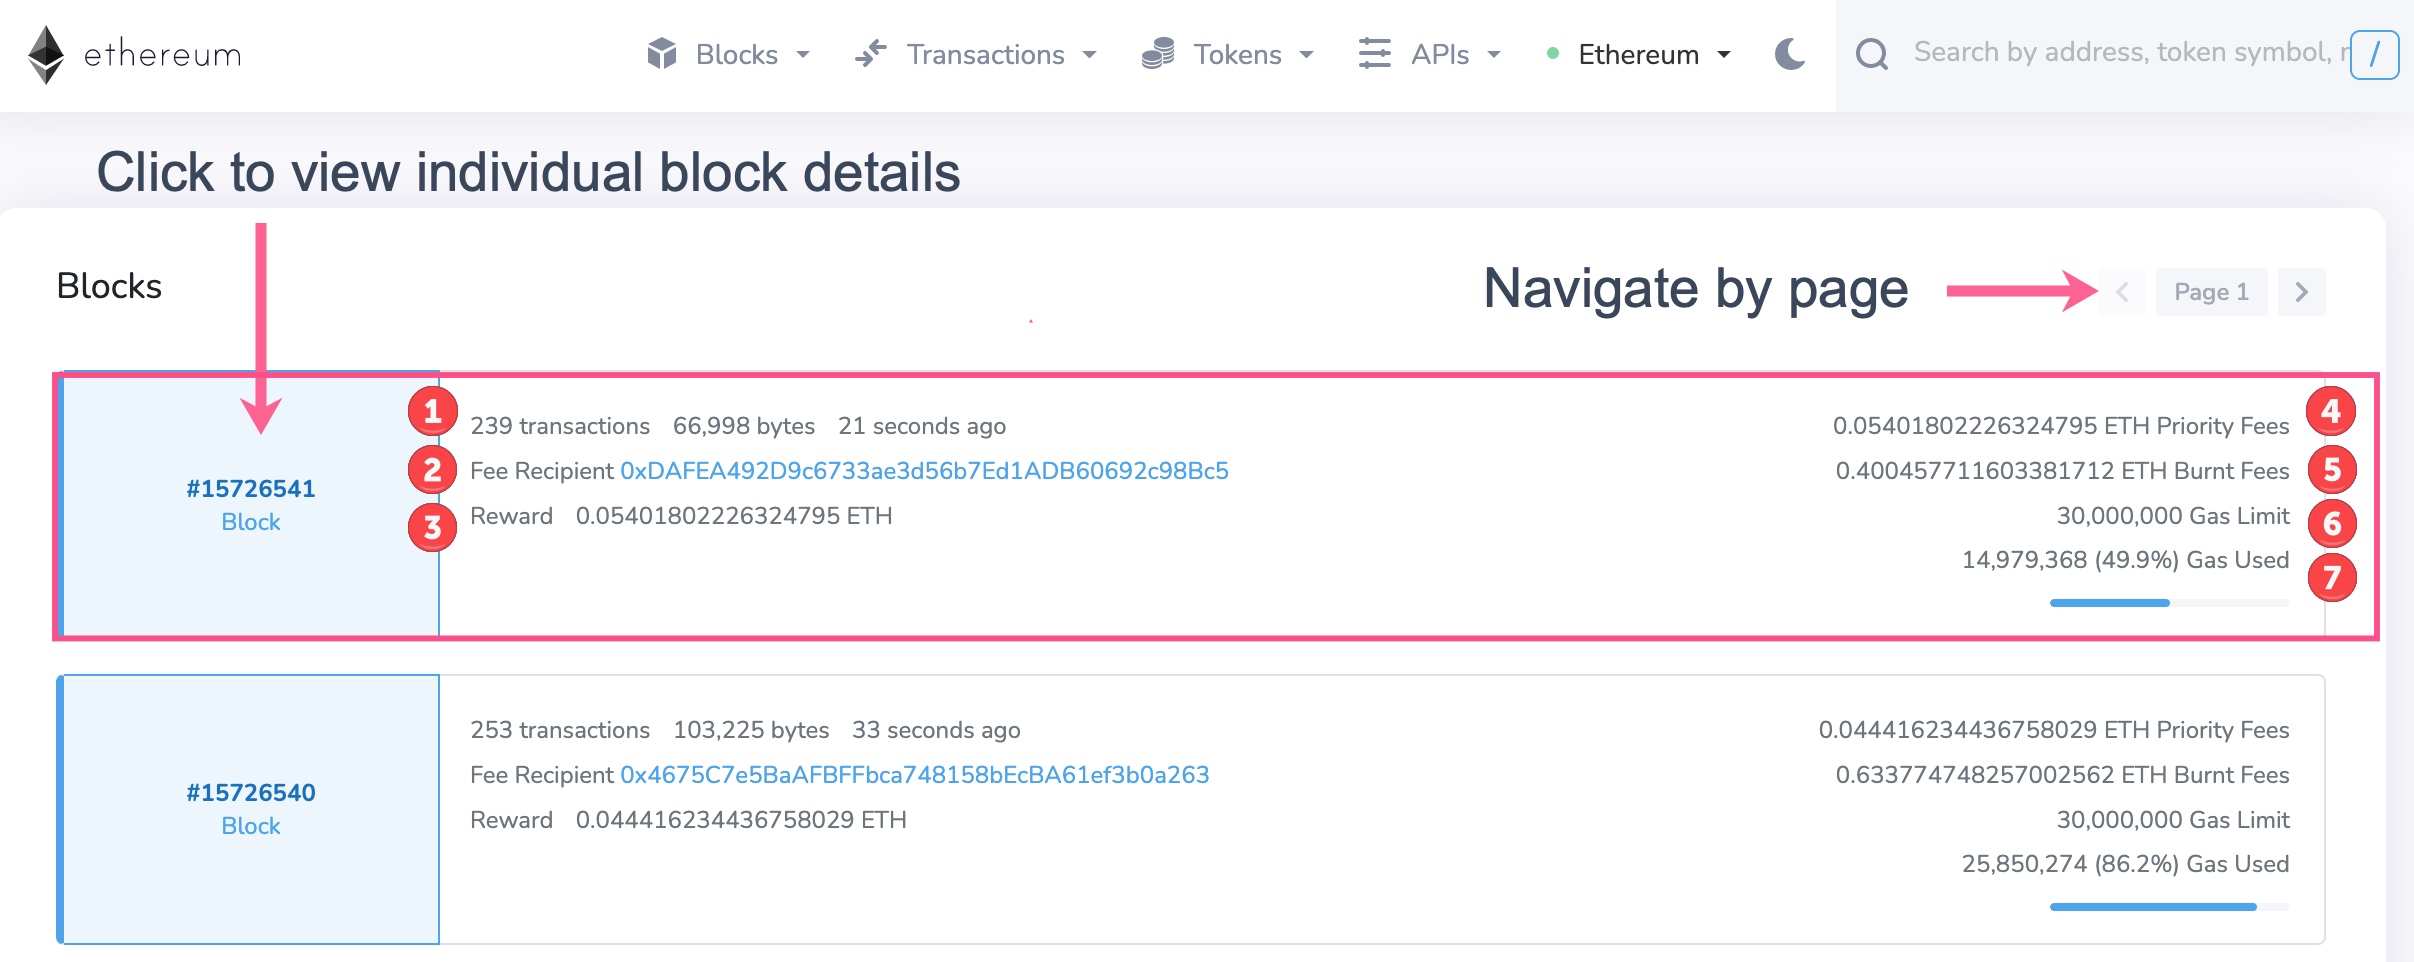 ethereum
Blocks
Transactions
Tokens
APIs
Ethereum
Search by address, token symbol,
/
Click to view individual block details
Blocks
Navigate by page
Page 1
1
239 transactions 66,998 bytes 21 seconds ago
0.05401802226324795 ETH Priority Fees
4
2
Fee Recipient 0xDAFEA492D9c6733ae3d56b7Ed1ADB60692c98Bc5
0.400457711603381712 ETH Burnt Fees
5
#15726541
Block
3
Reward 0.05401802226324795 ETH
30,000,000 Gas Limit
6
14,979,368 (49.9%) Gas Used
7
253 transactions 103,225 bytes 33 seconds ago
0.044416234436758029 ETH Priority Fees
Fee Recipient 0x4675C7e5BaAFBFFbca748158bEcBA61ef3b0a263
0.633774748257002562 ETH Burnt Fees
#15726540
Block
Reward 0.044416234436758029 ETH
30,000,000 Gas Limit
25,850,274 (86.2%) Gas Used